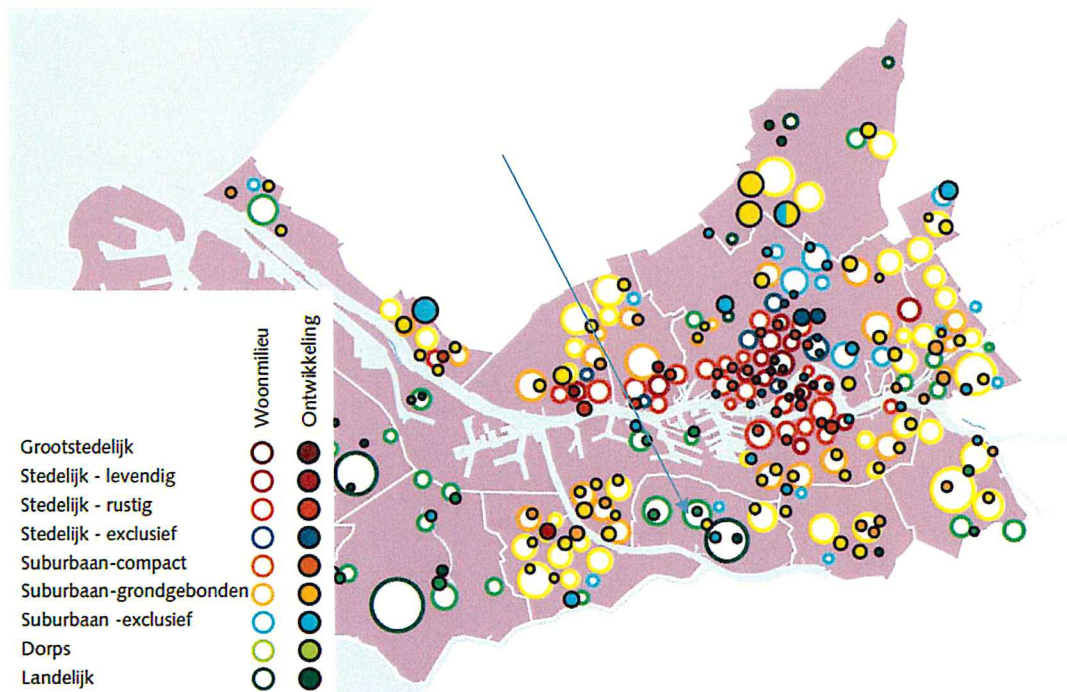 Woonmilieu
Ontwikkeling
Grootstedelijk
Stedelijk - levendig
Stedelijk - rustig
Stedelijk - exclusief
Suburbaan-compact
Suburbaan-grondgebonden
Suburbaan -exclusief
Dorps
Landelijk